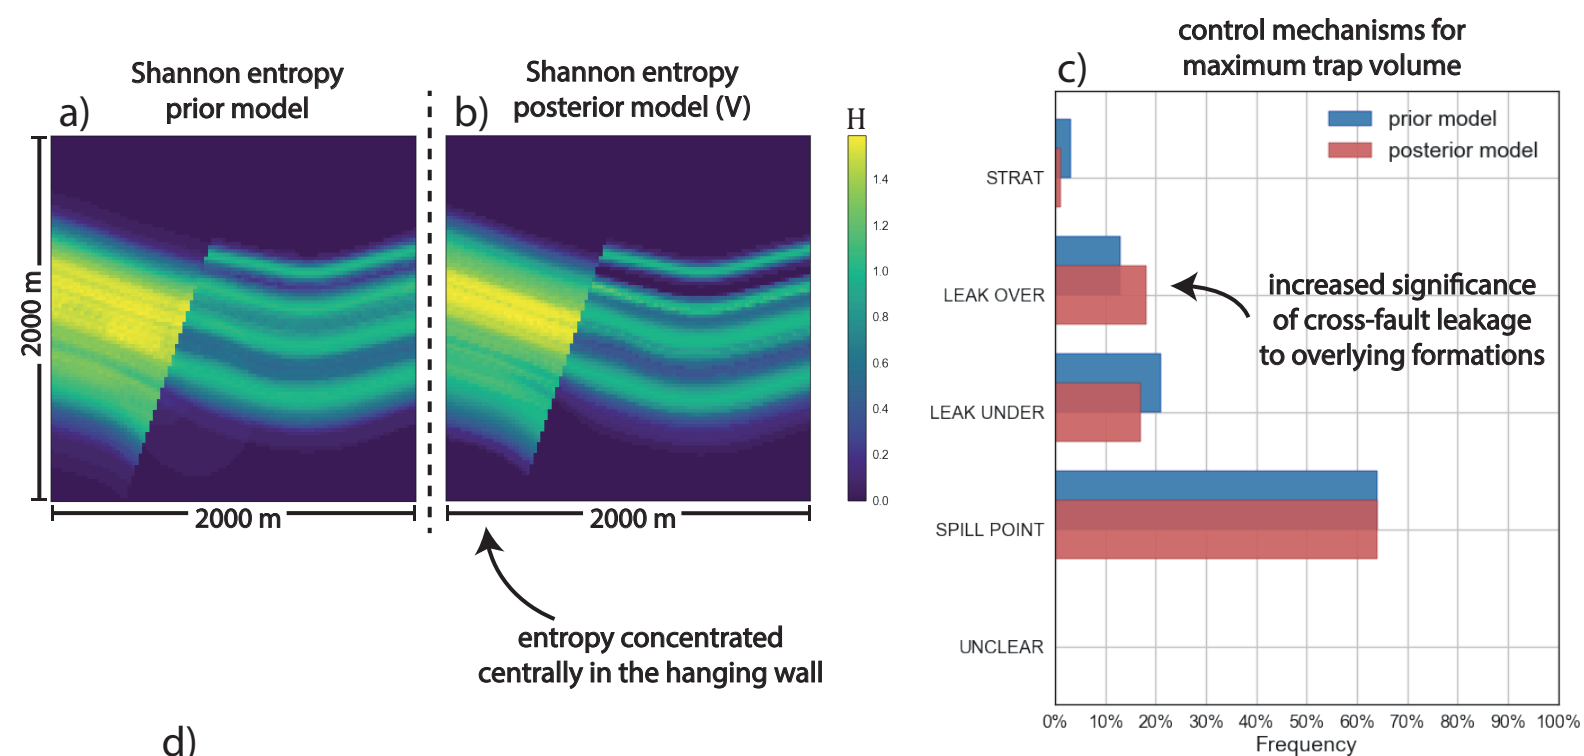 Shannon entropy
prior model
a)
2000 m
2000 m
Shannon entropy
posterior model (V)
b)
2000 m
H
1.4
1.2
1.0
0.8
0.6
0.4
0.2
0.0
entropy concentrated
centrally in the hanging wall
control mechanisms for
maximum trap volume
c)
prior model
posterior model
STRAT
LEAK OVER
LEAK UNDER
SPILL POINT
UNCLEAR
increased significance
of cross-fault leakage
to overlying formations
0% 10% 20% 30% 40% 50% 60% 70% 80% 90% 100%
Frequency
d)